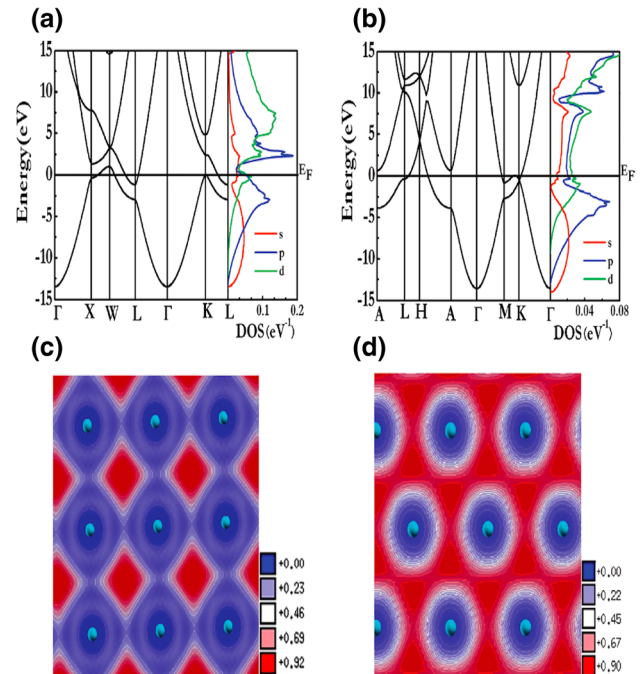 (a)
(b)
Energy(eV)
15
10
5
0
-5
-10
-15
E_F
s
p
d
Γ X W L Γ K L
0.1 0.2
DOS(eV⁻¹)
Energy(eV)
15
10
5
0
-5
-10
-15
E_F
s
p
d
A L H A Γ M K Γ
0.04 0.08
DOS(eV⁻¹)
(c)
(d)
+0.00
+0.23
+0.46
+0.69
+0.92
+0.00
+0.22
+0.45
+0.67
+0.90